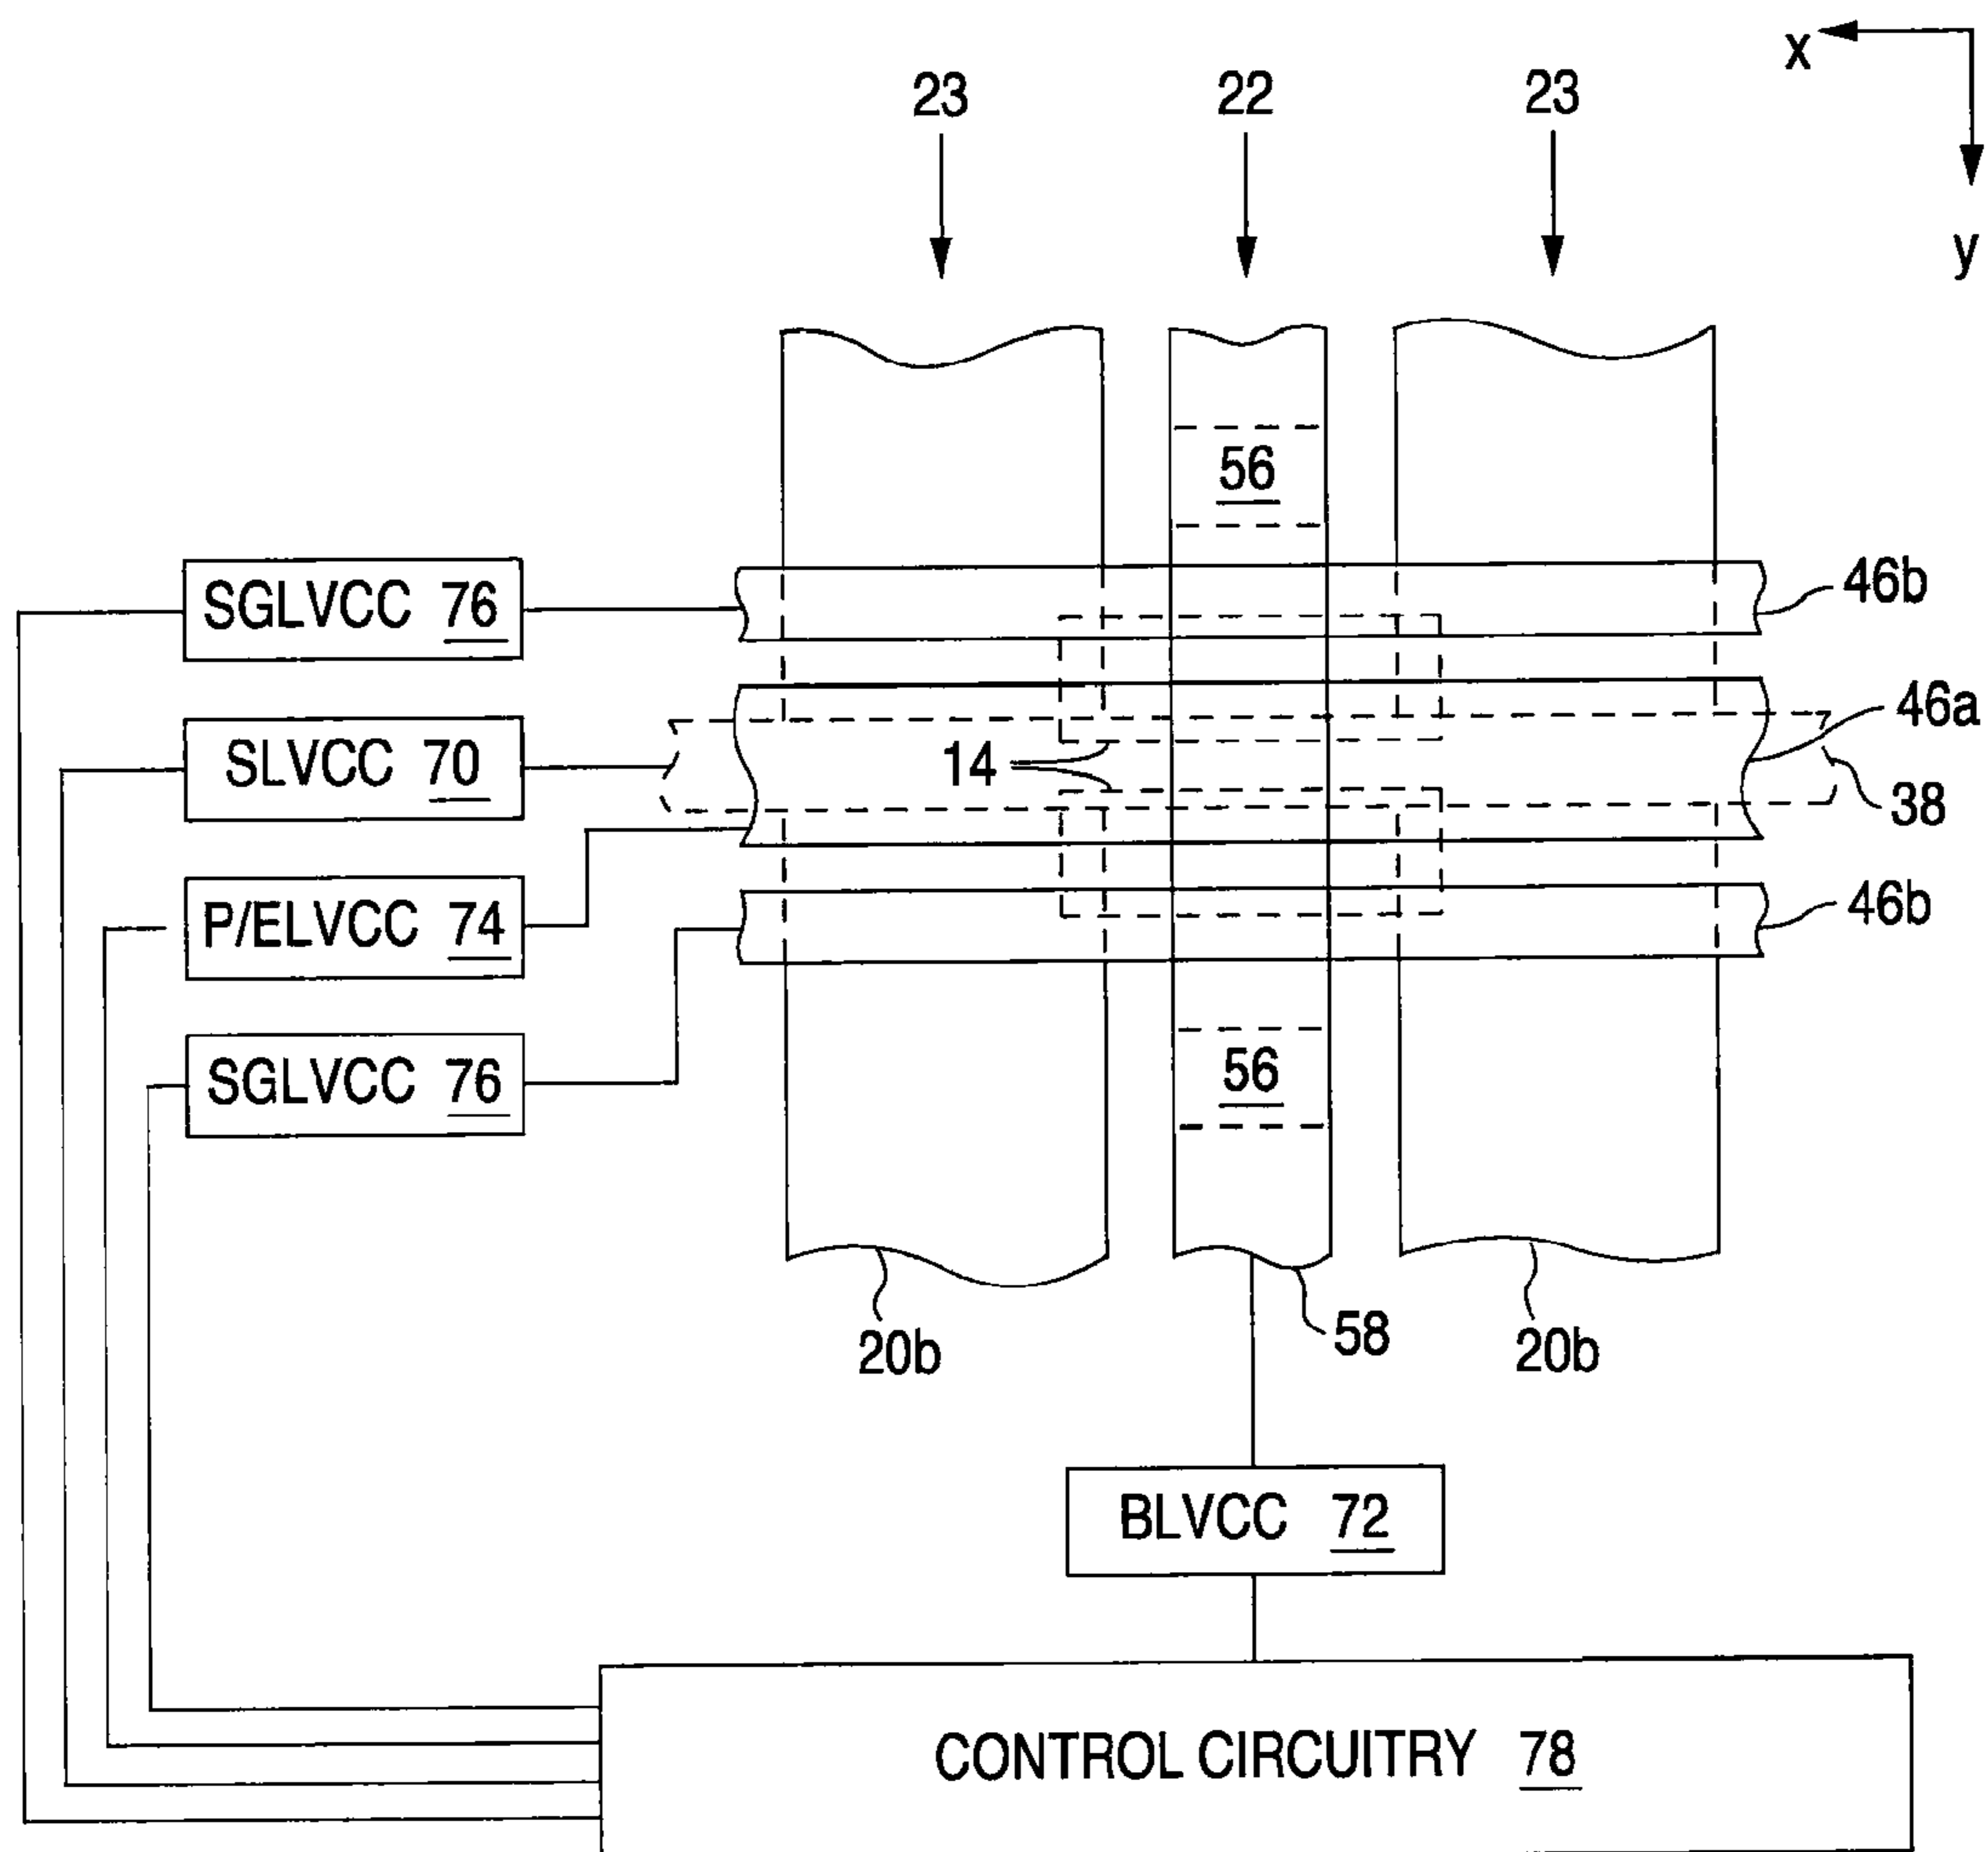 x
23 22 23
y
56
SGLVCC 76
46b
46a
SLVCC 70
14
38
P/ELVCC 74
46b
SGLVCC 76
56
20b
58
20b
BLVCC 72
CONTROL CIRCUITRY 78